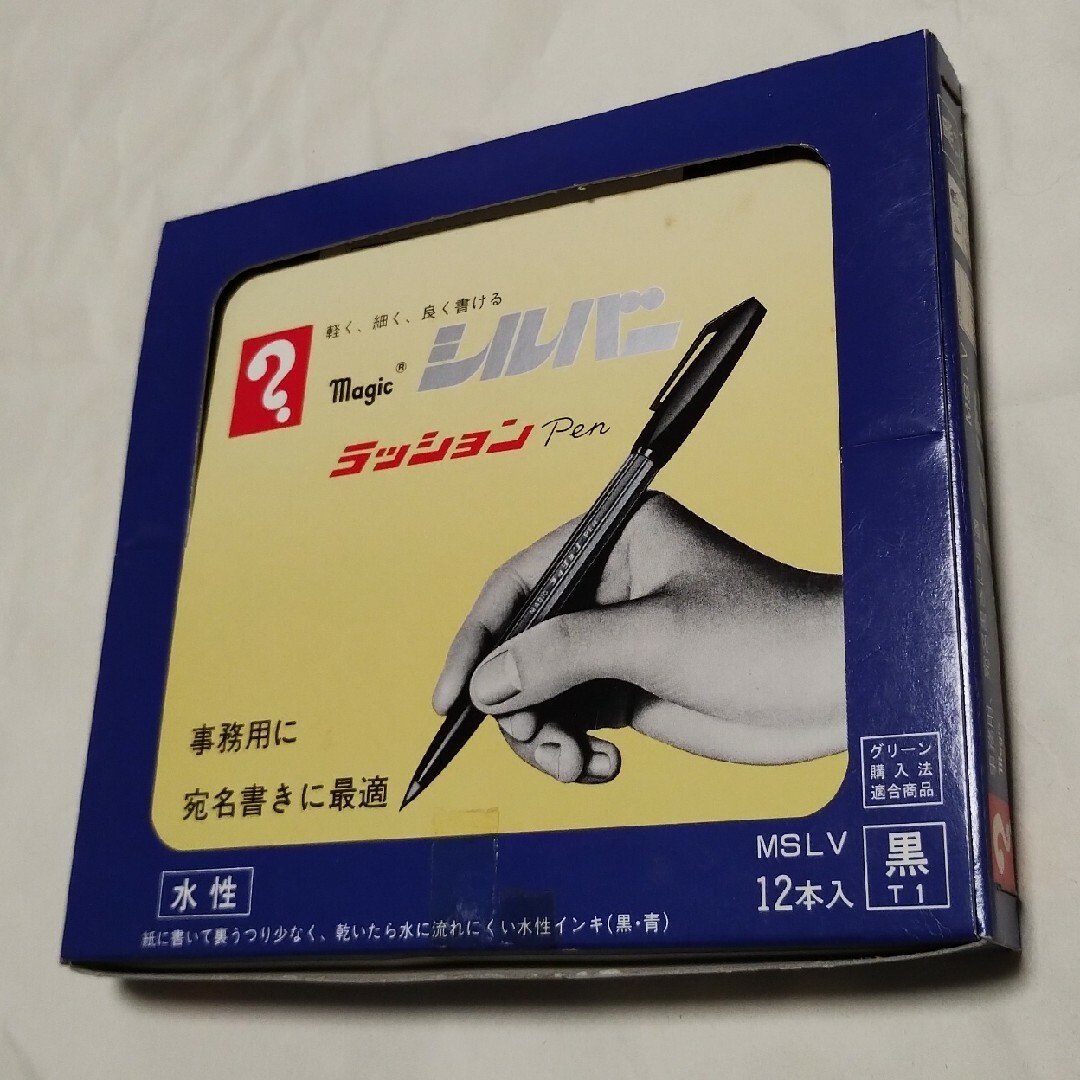 軽く、細く、良く書ける
?
magic®
シルバー
ラッション Pen
事務用に
宛名書きに最適
グリーン
購入法
適合商品
水性
MSLV
12本入
黒
T1
紙に書いて裏うつり少なく、乾いたら水に流れにくい水性インキ(黒・青)
MSLV
?